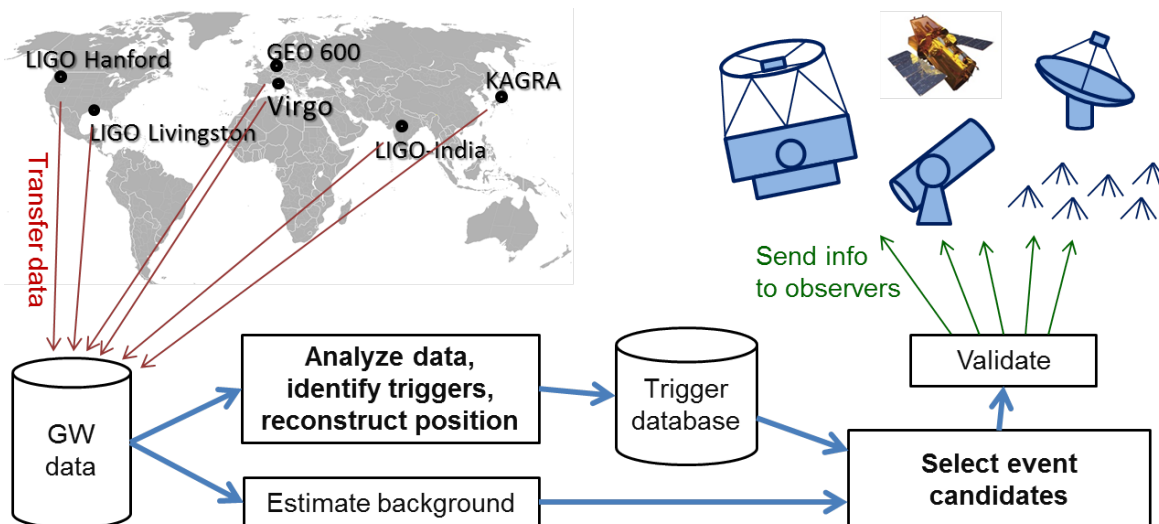 LIGO Hanford
GEO 600
KAGRA
Virgo
LIGO Livingston
LIGO-India
Transfer data
Send info
to observers
Analyze data,
identify triggers,
reconstruct position
Trigger
database
Validate
GW
data
Estimate background
Select event
candidates